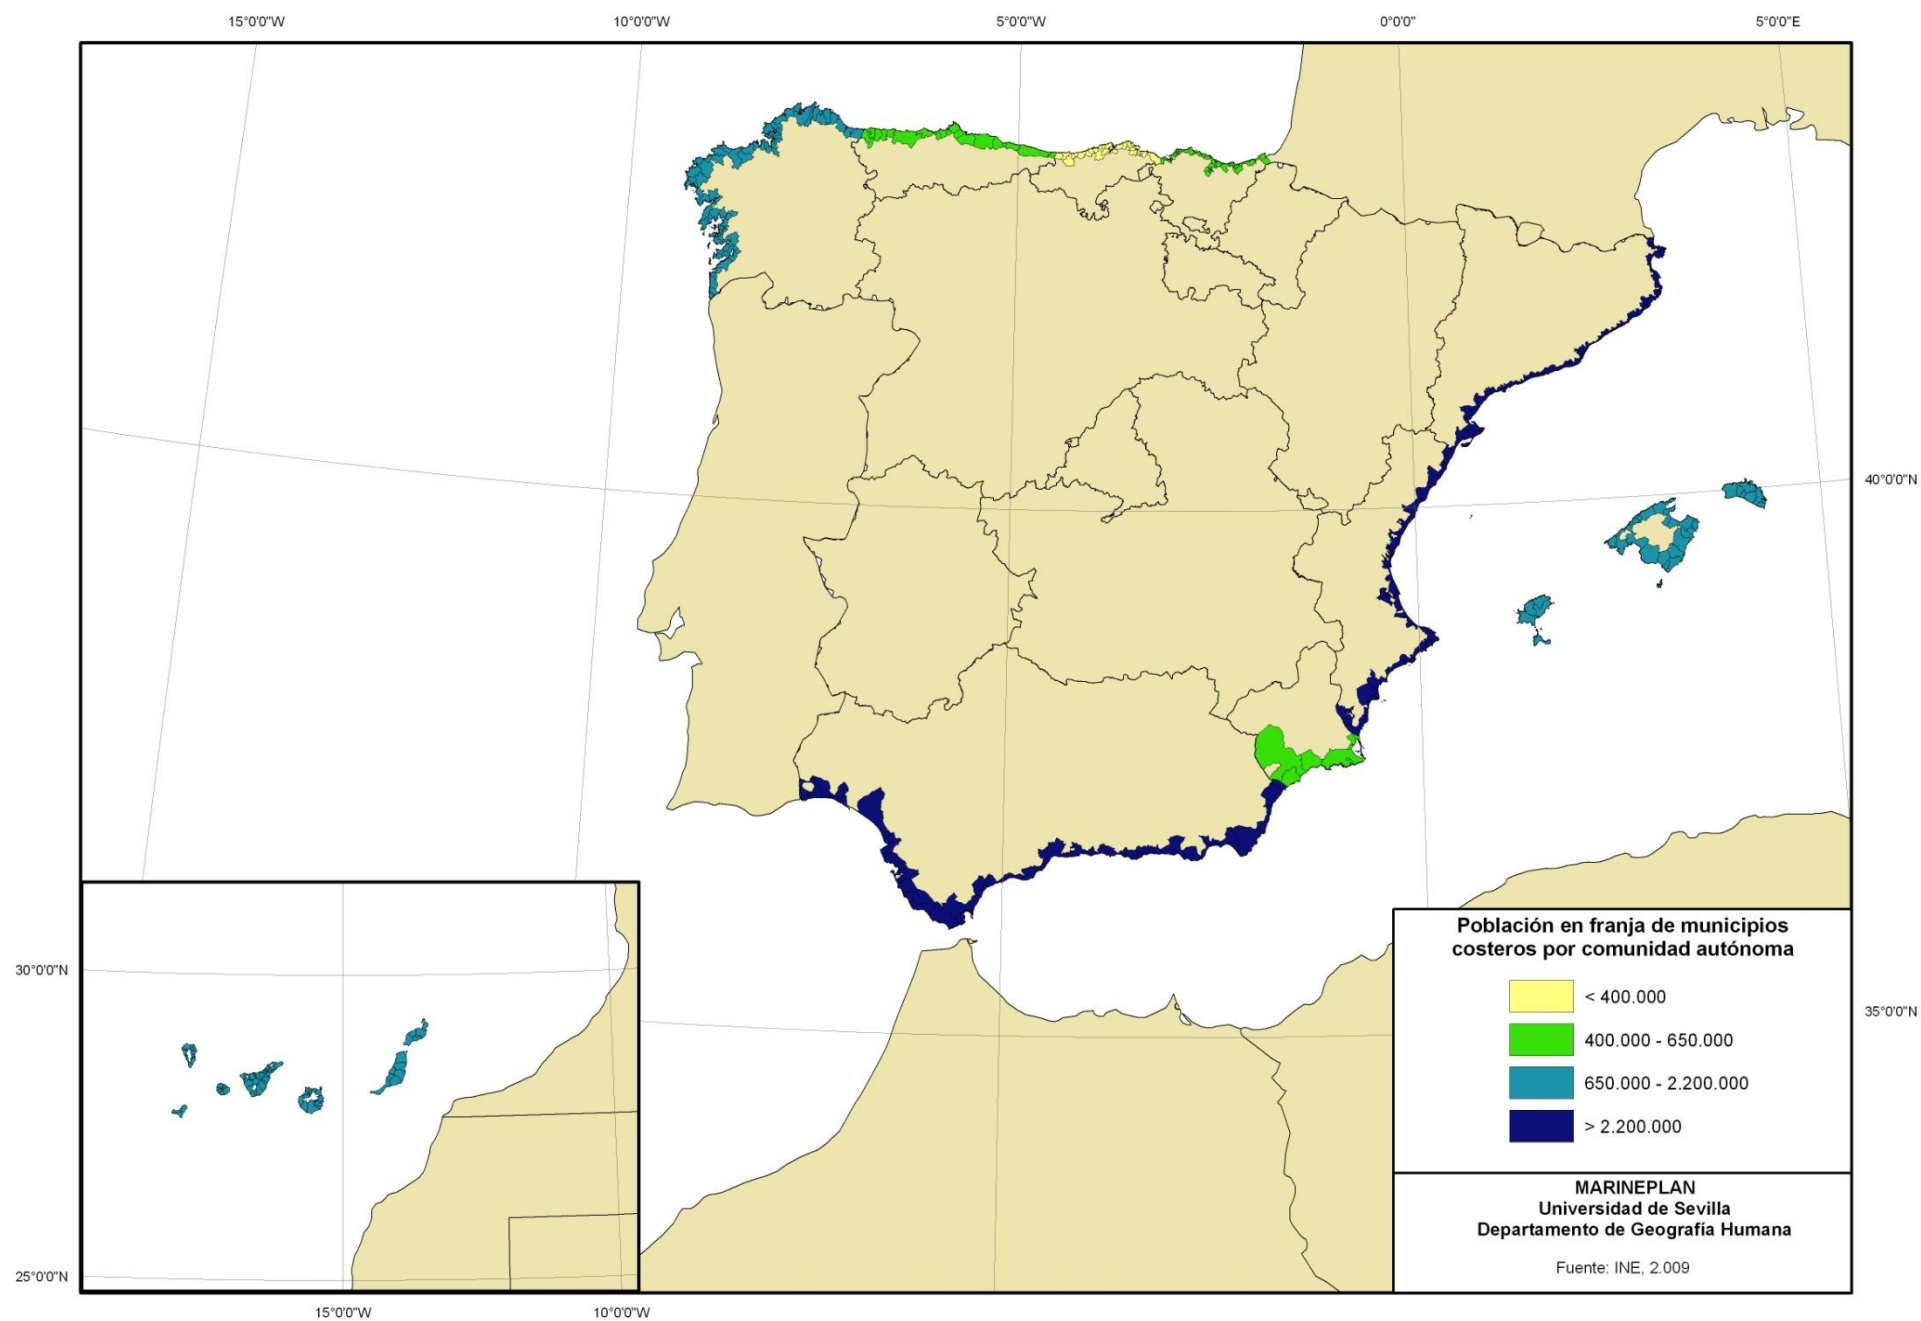 15°0'0"W
10°0'0"W
5°0'0"W
0°0'0"
5°0'0"E
40°0'0"N
30°0'0"N
35°0'0"N
25°0'0"N
15°0'0"W
10°0'0"W
Población en franja de municipios
costeros por comunidad autónoma
< 400.000
400.000 - 650.000
650.000 - 2.200.000
> 2.200.000
MARINEPLAN
Universidad de Sevilla
Departamento de Geografía Humana
Fuente: INE, 2.009